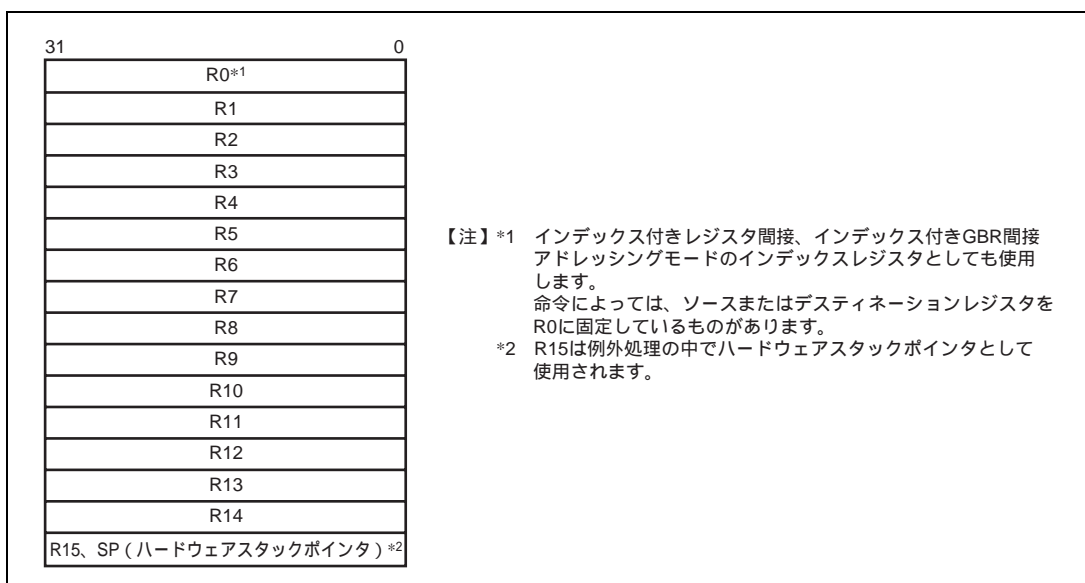 31 0
R0*1
R1
R2
R3
R4
R5
R6
R7
R8
R9
R10
R11
R12
R13
R14
R15、SP（ハードウェアスタックポインタ）*2
【注】*1 インデックス付きレジスタ間接、インデックス付きGBR間接
アドレッシングモードのインデックスレジスタとしても使用
します。
命令によっては、ソースまたはデスティネーションレジスタを
R0に固定しているものがあります。
*2 R15は例外処理の中でハードウェアスタックポインタとして
使用されます。